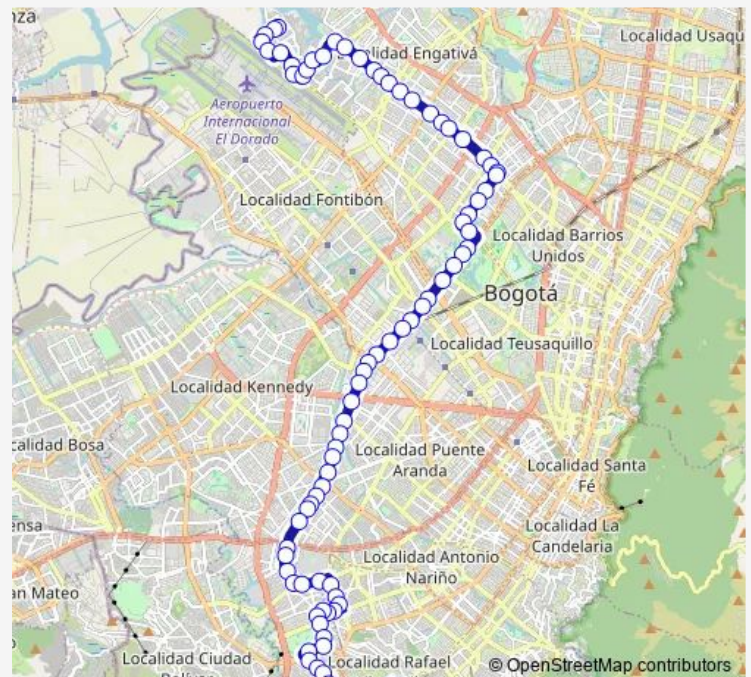 nza
Localidad Usaqu
lidad Engativá
Aeropuerto
Internacional
El Dorado
Localidad Fontibón
Localidad Barrios
Unidos
Bogotá
Localidad Teusaquillo
Localidad Kennedy
calidad Bosa
Localidad Puente
Aranda
Localidad Santa
Fé
ensa
Localidad La
Candelaria
Localidad Antonio
Nariño
an Mateo
Localidad Ciudad
Bolívar
Localidad Rafael
© OpenStreetMap contributors